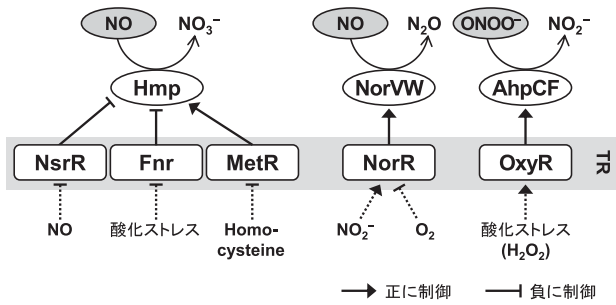 NO NO₃⁻ NO N₂O ONOO⁻ NO₂⁻
Hmp NorVW AhpCF
NsrR Fnr MetR NorR OxyR TR
NO 酸化ストレス Homo-cysteine NO₂⁻ O₂ 酸化ストレス
(H₂O₂)
正に制御 負に制御